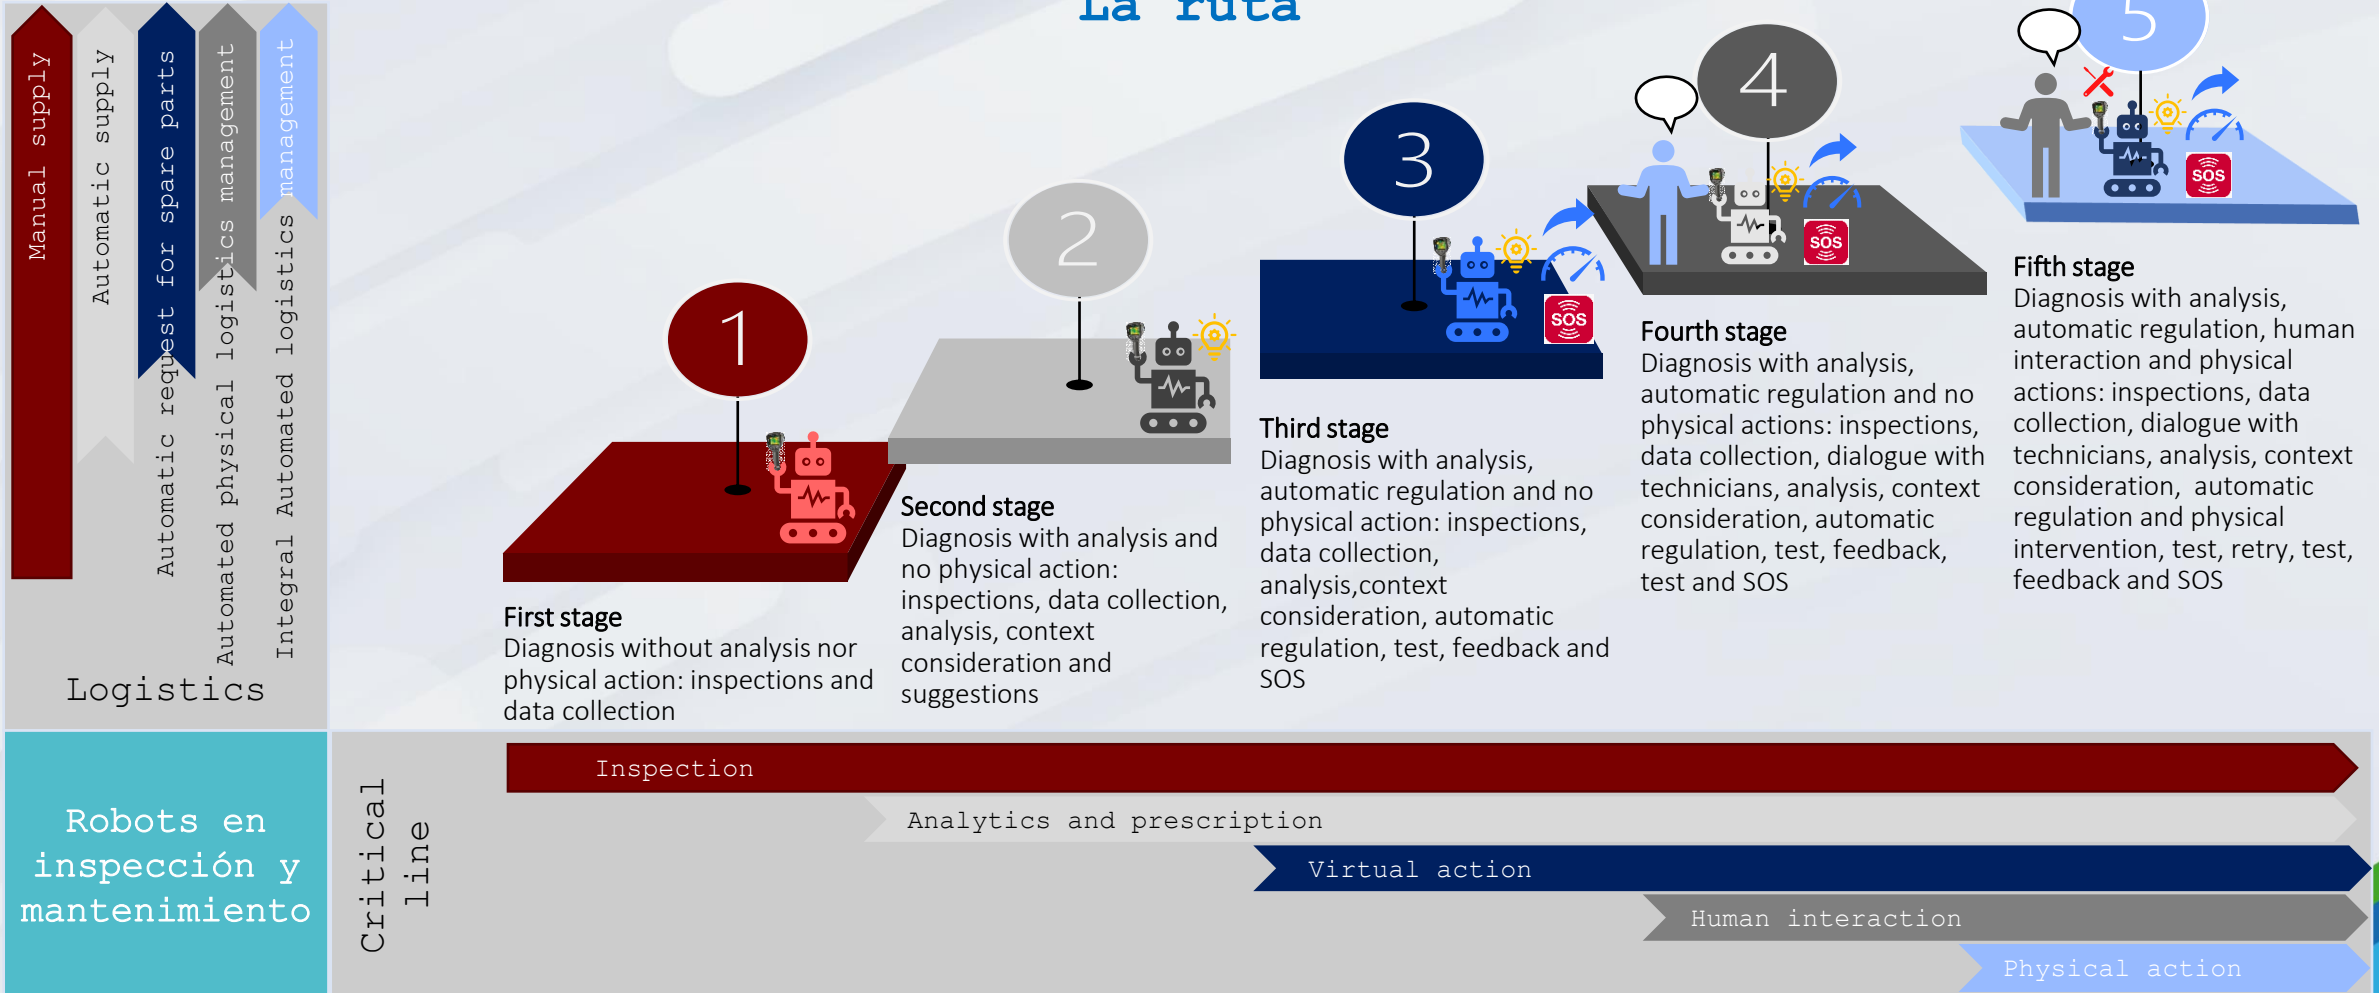 La ruta
Manual supply
Automatic supply
Automatic request for spare parts
Automated physical logistics management
Integral Automated logistics management
Logistics
1
First stage
Diagnosis without analysis nor
physical action: inspections and
data collection
2
Second stage
Diagnosis with analysis and
no physical action:
inspections, data collection,
analysis, context
consideration and
suggestions
3
SOS
Third stage
Diagnosis with analysis,
automatic regulation and no
physical action: inspections,
data collection,
analysis,context
consideration, automatic
regulation, test, feedback and
SOS
4
SOS
Fourth stage
Diagnosis with analysis,
automatic regulation and no
physical actions: inspections,
data collection, dialogue with
technicians, analysis, context
consideration, automatic
regulation, test, feedback,
test and SOS
5
SOS
Fifth stage
Diagnosis with analysis,
automatic regulation, human
interaction and physical
actions: inspections, data
collection, dialogue with
technicians, analysis, context
consideration, automatic
regulation and physical
intervention, test, retry, test,
feedback and SOS
Robots en
inspección y
mantenimiento
Critical
line
Inspection
Analytics and prescription
Virtual action
Human interaction
Physical action